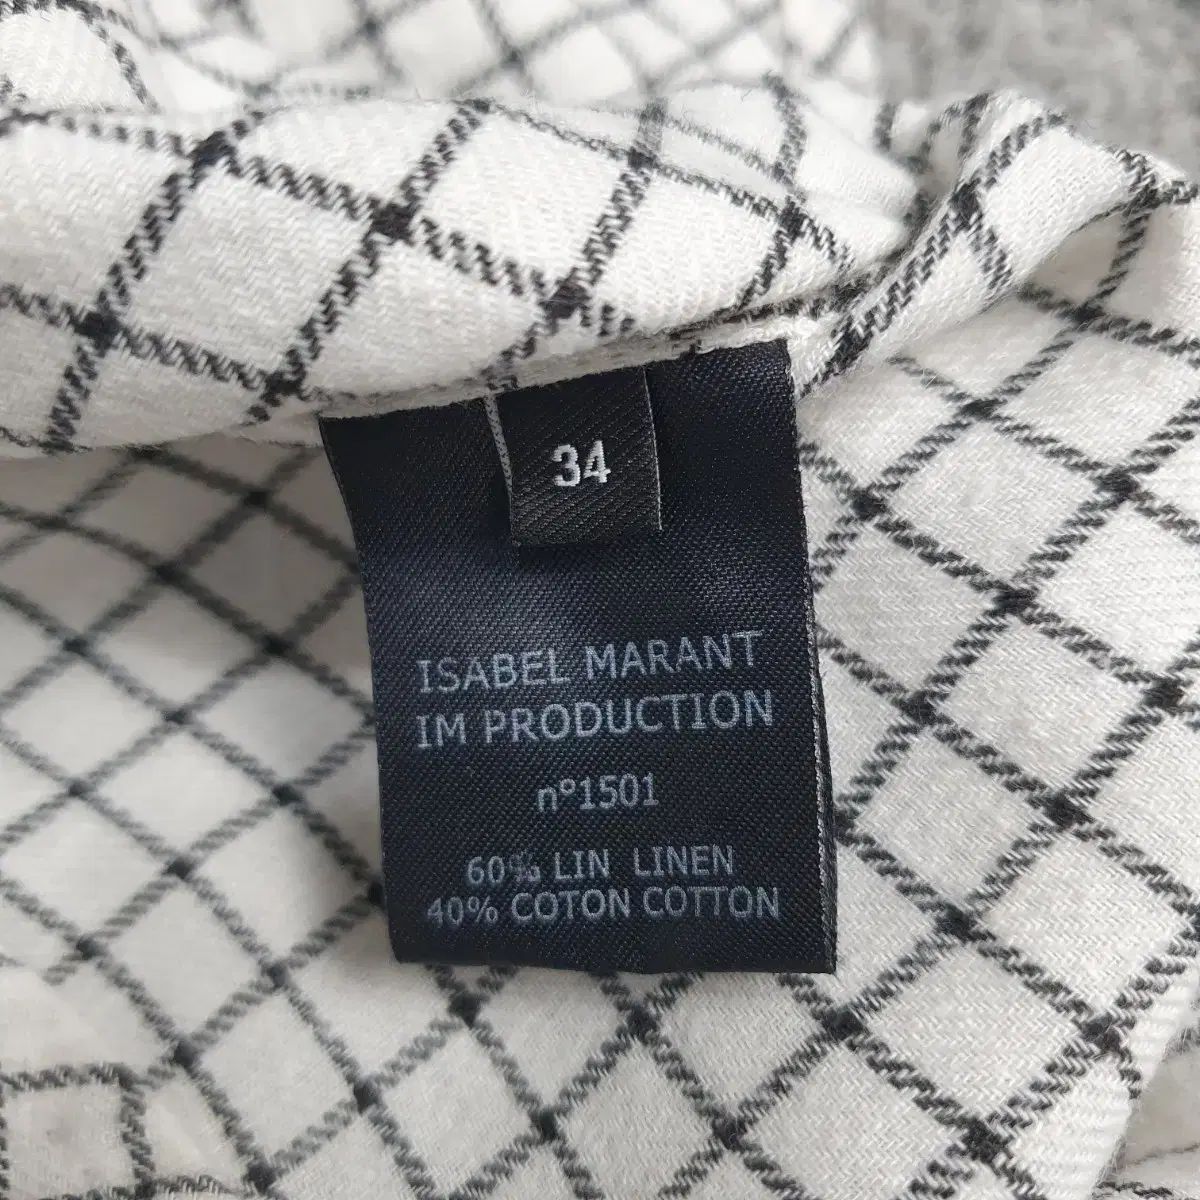 34
ISABEL MARANT
IM PRODUCTION
n°1501
60% LIN LINEN
40% COTON COTTON